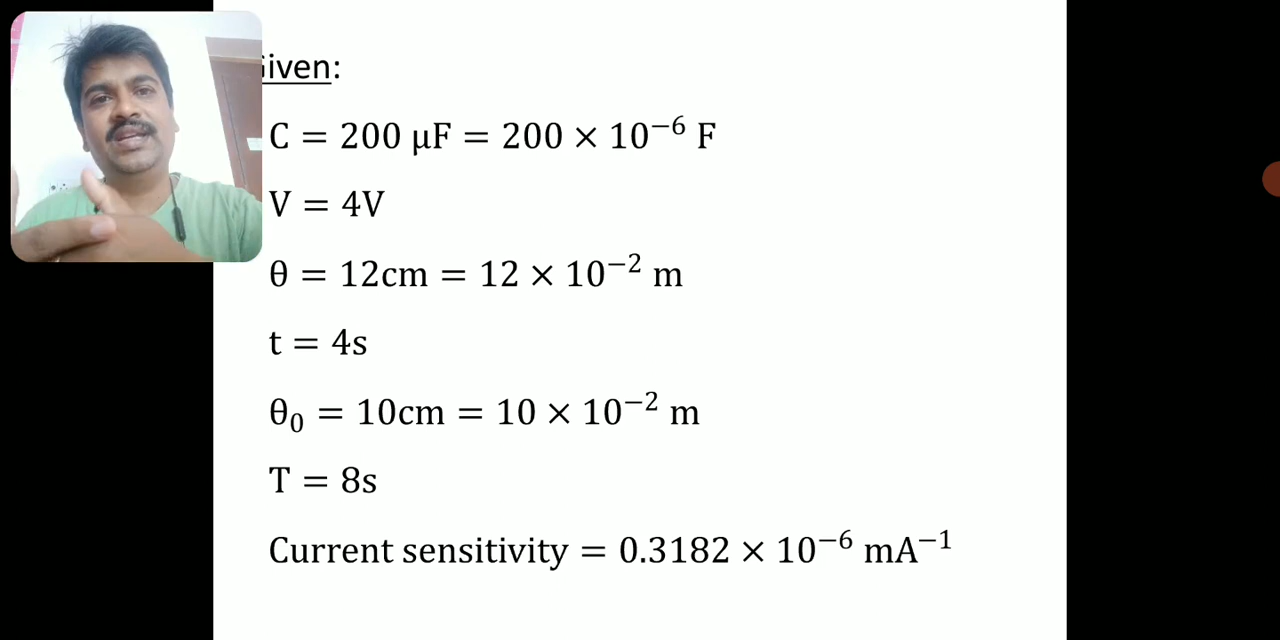 Given:
C = 200 μF = 200 × 10⁻⁶ F
V = 4V
θ = 12cm = 12 × 10⁻² m
t = 4s
θ₀ = 10cm = 10 × 10⁻² m
T = 8s
Current sensitivity = 0.3182 × 10⁻⁶ mA⁻¹